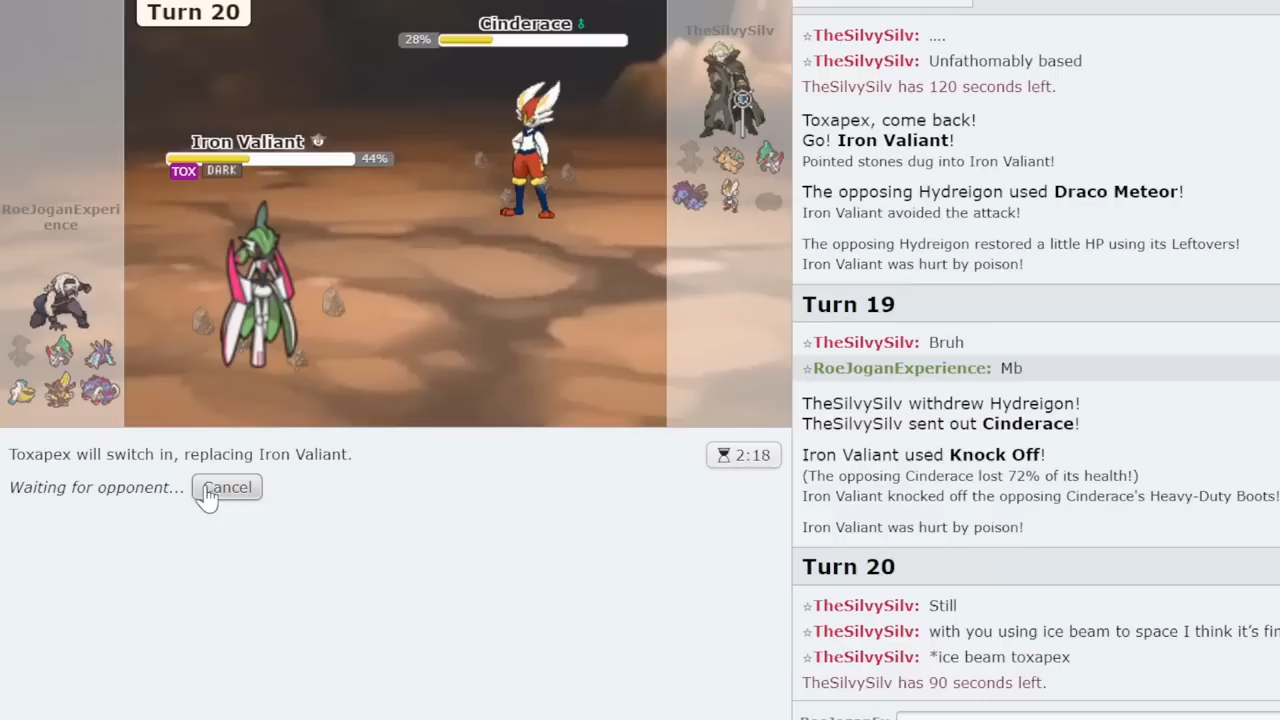 Turn 20
Cinderace
28%
TheSilvySilv
Iron Valiant
44%
TOX DARK
RoeJoganExperi
ence
Toxapex will switch in, replacing Iron Valiant.
2:18
Waiting for opponent... Cancel
☆TheSilvySilv: ....
☆TheSilvySilv: Unfathomably based
TheSilvySilv has 120 seconds left.
Toxapex, come back!
Go! Iron Valiant!
Pointed stones dug into Iron Valiant!
The opposing Hydreigon used Draco Meteor!
Iron Valiant avoided the attack!
The opposing Hydreigon restored a little HP using its Leftovers!
Iron Valiant was hurt by poison!
Turn 19
☆TheSilvySilv: Bruh
☆RoeJoganExperience: Mb
TheSilvySilv withdrew Hydreigon!
TheSilvySilv sent out Cinderace!
Iron Valiant used Knock Off!
(The opposing Cinderace lost 72% of its health!)
Iron Valiant knocked off the opposing Cinderace's Heavy-Duty Boots!
Iron Valiant was hurt by poison!
Turn 20
☆TheSilvySilv: Still
☆TheSilvySilv: with you using ice beam to space I think it's fin
☆TheSilvySilv: *ice beam toxapex
TheSilvySilv has 90 seconds left.